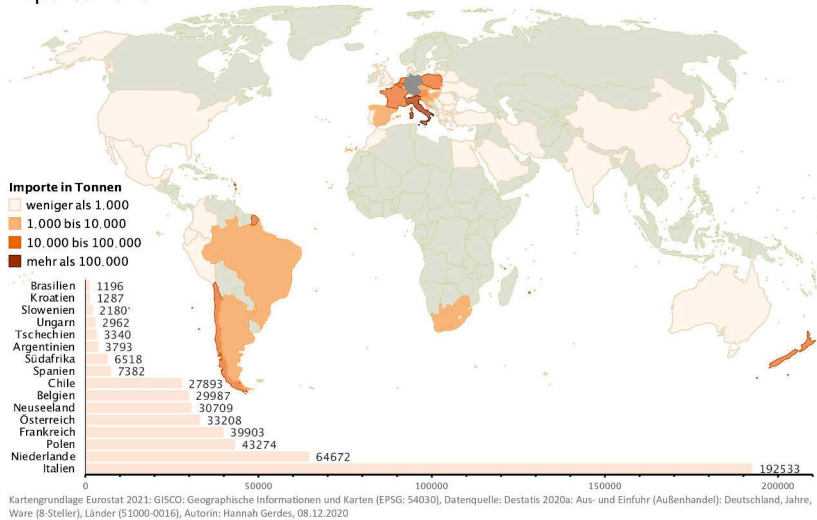 Importe in Tonnen
weniger als 1.000
1.000 bis 10.000
10.000 bis 100.000
mehr als 100.000
Brasilien 1196
Kroatien 1287
Slowenien 2180
Ungarn 2962
Tschechien 3340
Argentinien 3793
Südafrika 6518
Spanien 7382
Chile 27893
Belgien 29987
Neuseeland 30709
Österreich 33208
Frankreich 39903
Polen 43274
Niederlande 64672
Italien 192533
0 50000 100000 150000 200000
Kartengrundlage Eurostat 2021: GISCO: Geographische Informationen und Karten (EPSG: 54030), Datenquelle: Destatis 2020a: Aus- und Einfuhr (Außenhandel): Deutschland, Jahre,
Ware (8-Steller), Länder (51000-0016), Autorin: Hannah Gerdes, 08.12.2020